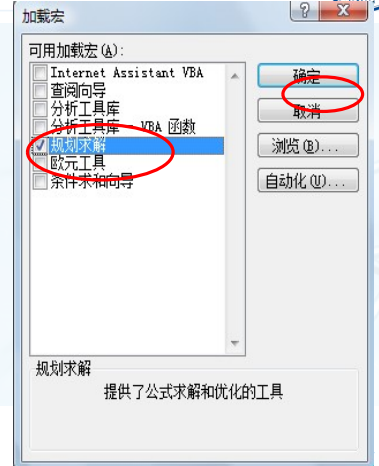 加载宏
可用加载宏(A):
Internet Assistant VBA
查阅向导
分析工具库
分析工具库 - VBA 函数
规划求解
欧元工具
条件求和向导
确定
取消
浏览(B)...
自动化(U)...
规划求解
提供了公式求解和优化的工具